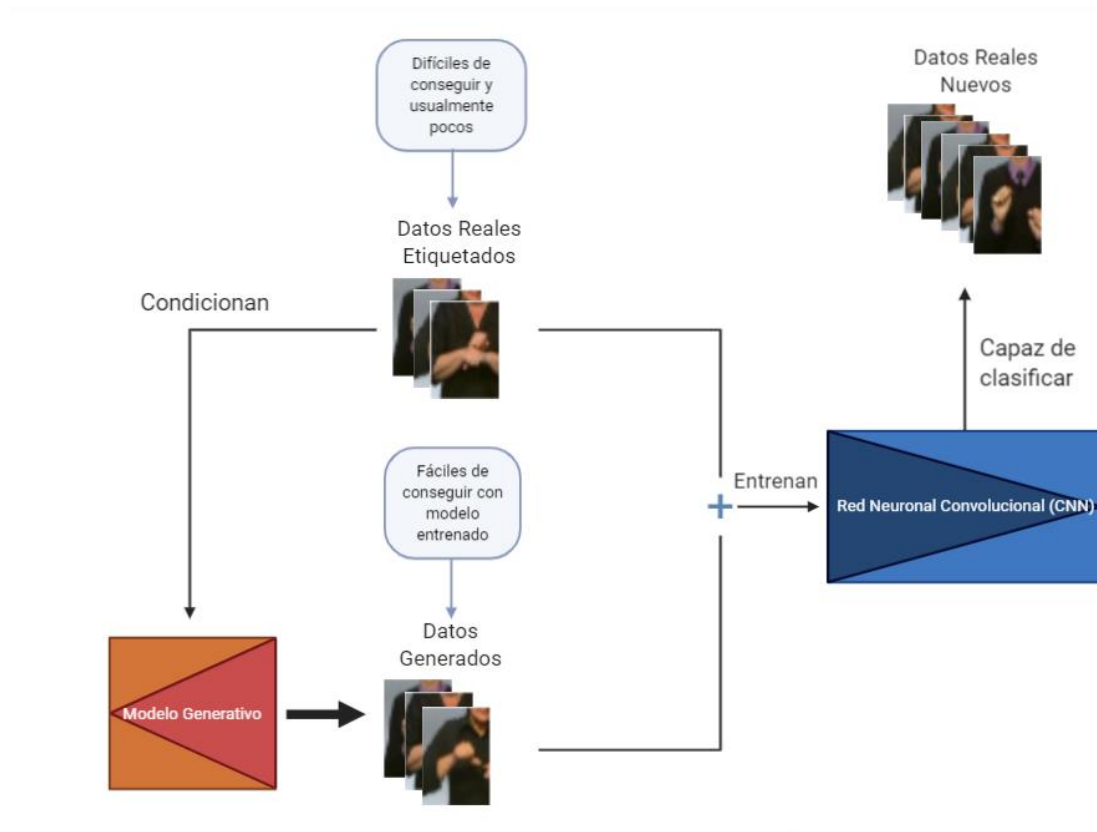 Difíciles de
conseguir y
usualmente
pocos
Datos Reales
Etiquetados
Condicionan
Fáciles de
conseguir con
modelo
entrenado
Datos
Generados
Modelo Generativo
Entrenan
Red Neuronal Convolucional (CNN)
Capaz de
clasificar
Datos Reales
Nuevos